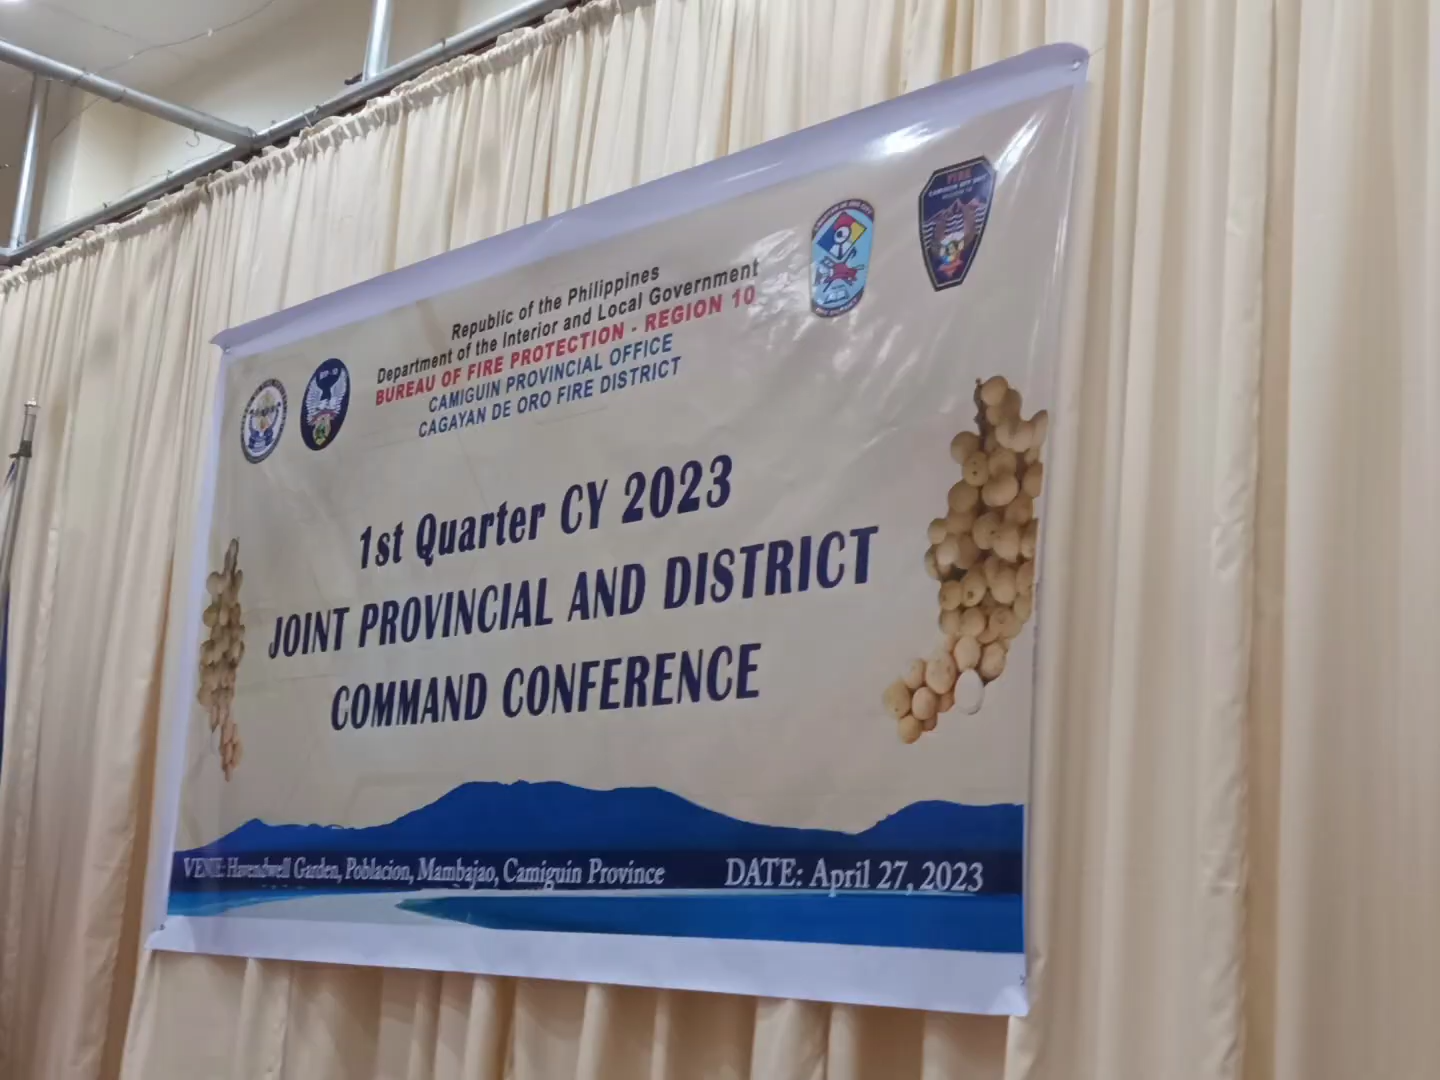 Republic of the Philippines
Department of the Interior and Local Government
BUREAU OF FIRE PROTECTION - REGION 10
CAMIGUIN PROVINCIAL OFFICE
CAGAYAN DE ORO FIRE DISTRICT
FIRE
1st Quarter CY 2023
JOINT PROVINCIAL AND DISTRICT
COMMAND CONFERENCE
VENUE: Havendwell Garden, Poblacion, Mambajao, Camiguin Province
DATE: April 27, 2023